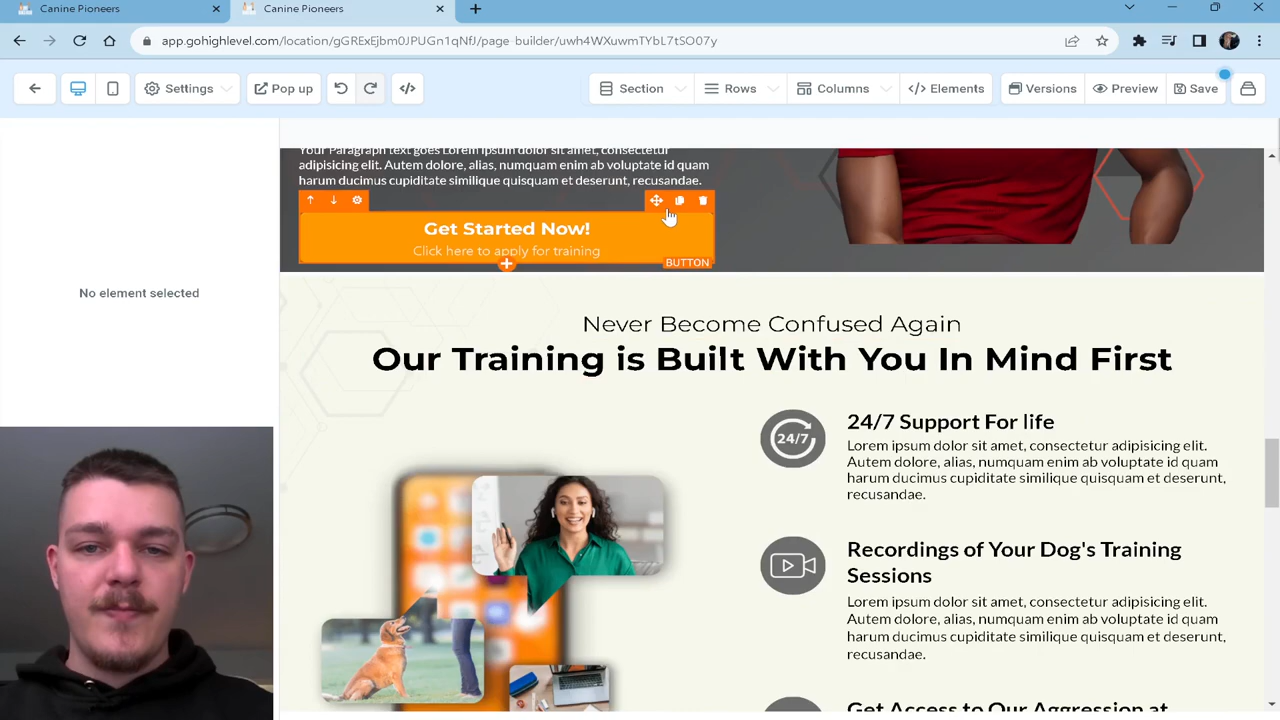 Canine Pioneers
Canine Pioneers
app.gohighlevel.com/location/gGRExEjbm0JPUGn1qNfJ/page builder/uwh4WXuwmTYbL7tSO07y
Settings
Pop up
Section
Rows
Columns
Elements
Versions
Preview
Save
No element selected
Your Paragraph text goes Lorem ipsum dolor sit amet, consectetur
adipisicing elit. Autem dolore, alias, numquam enim ab voluptate id quam
harum ducimus cupiditate similique quisquam et deserunt, recusandae.
Get Started Now!
Click here to apply for training
BUTTON
Never Become Confused Again
Our Training is Built With You In Mind First
24/7
24/7 Support For life
Lorem ipsum dolor sit amet, consectetur adipisicing elit.
Autem dolore, alias, numquam enim ab voluptate id quam
harum ducimus cupiditate similique quisquam et deserunt,
recusandae.
Recordings of Your Dog's Training
Sessions
Lorem ipsum dolor sit amet, consectetur adipisicing elit.
Autem dolore, alias, numquam enim ab voluptate id quam
harum ducimus cupiditate similique quisquam et deserunt,
recusandae.
Get Access to Our Aggression at